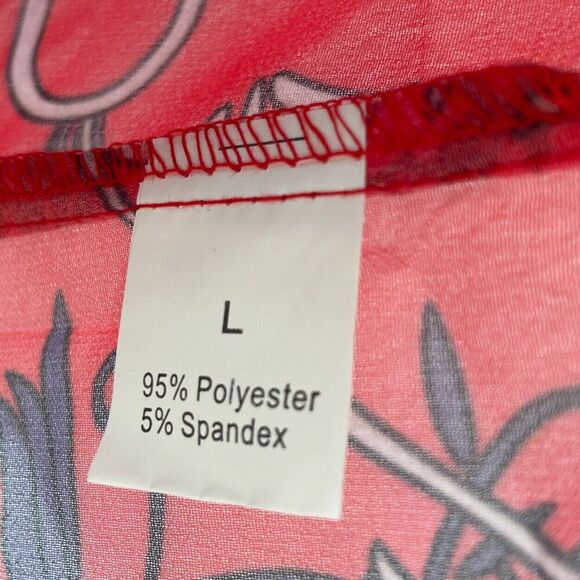 L
95% Polyester
5% Spandex